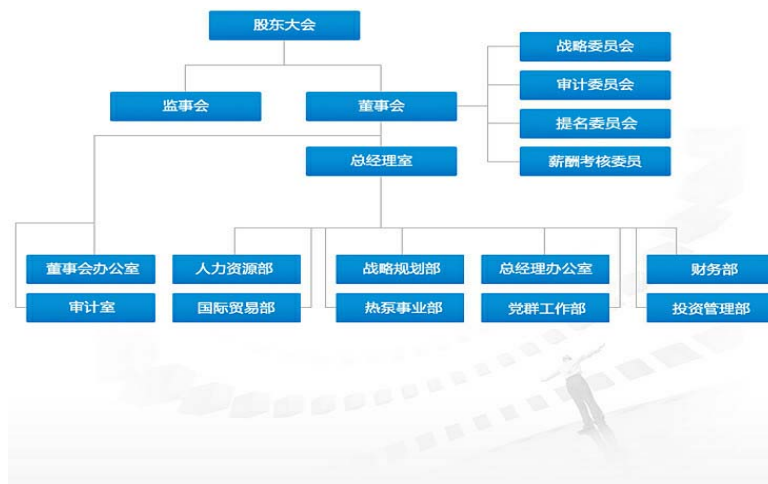 股东大会
战略委员会
审计委员会
监事会
董事会
提名委员会
总经理室
薪酬考核委员
董事会办公室
人力资源部
战略规划部
总经理办公室
财务部
审计室
国际贸易部
热泵事业部
党群工作部
投资管理部